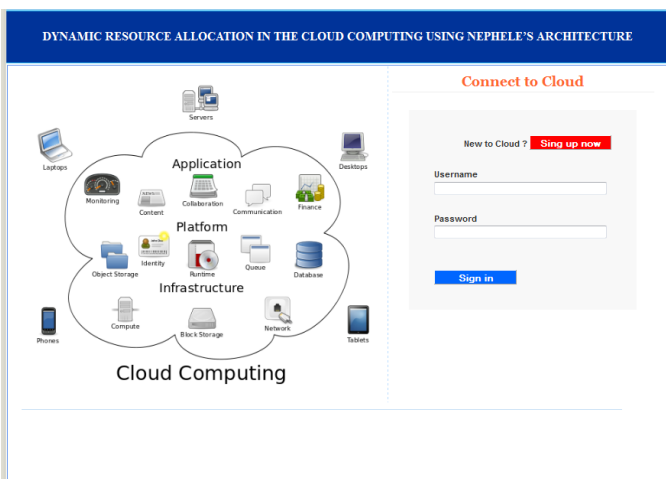 DYNAMIC RESOURCE ALLOCATION IN THE CLOUD COMPUTING USING NEPHELE'S ARCHITECTURE
Servers
Laptops
Desktops
Application
Monitoring
Content
Collaboration
Communication
Finance
Platform
Object Storage
Identity
Runtime
Queue
Database
Infrastructure
Compute
Block Storage
Network
Phones
Tablets
Cloud Computing
Connect to Cloud
New to Cloud ? Sing up now
Username
Password
Sign in